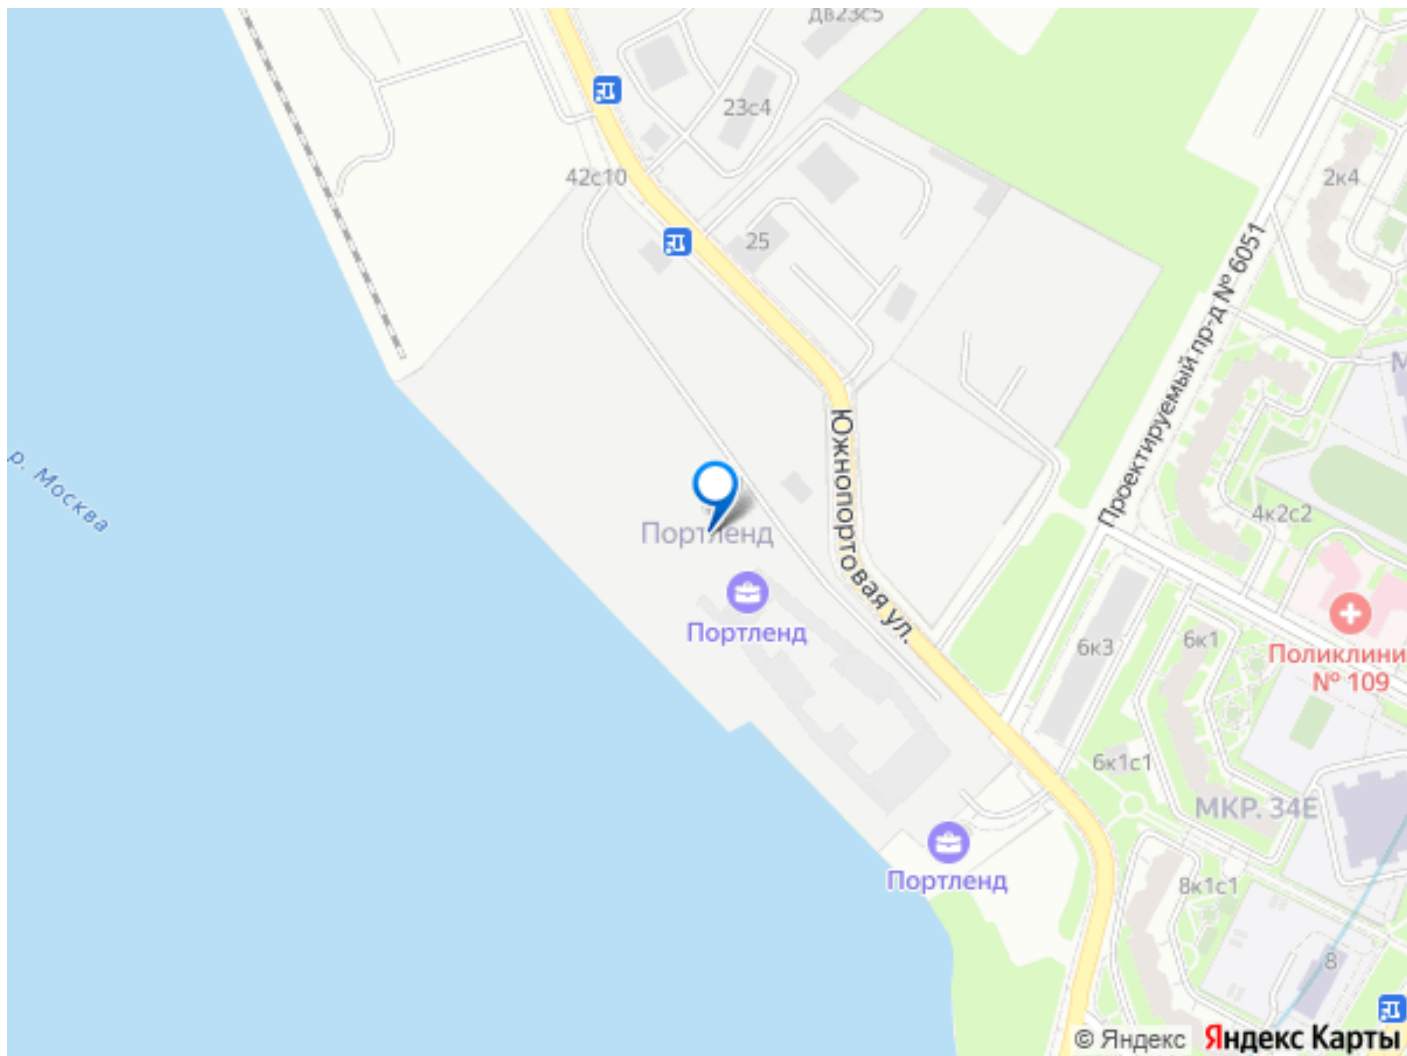 дв23с5
23с4
42с10
2к4
25
Проектируемый пр-д № 6051
М
р. Москва
Южнопортовая ул.
4к2с2
Портленд
Портленд
6к3
6к1
Поликлини
№ 109
6к1с1
МКР. 34Е
Портленд
8к1с1
8
© Яндекс Яндекс Карты